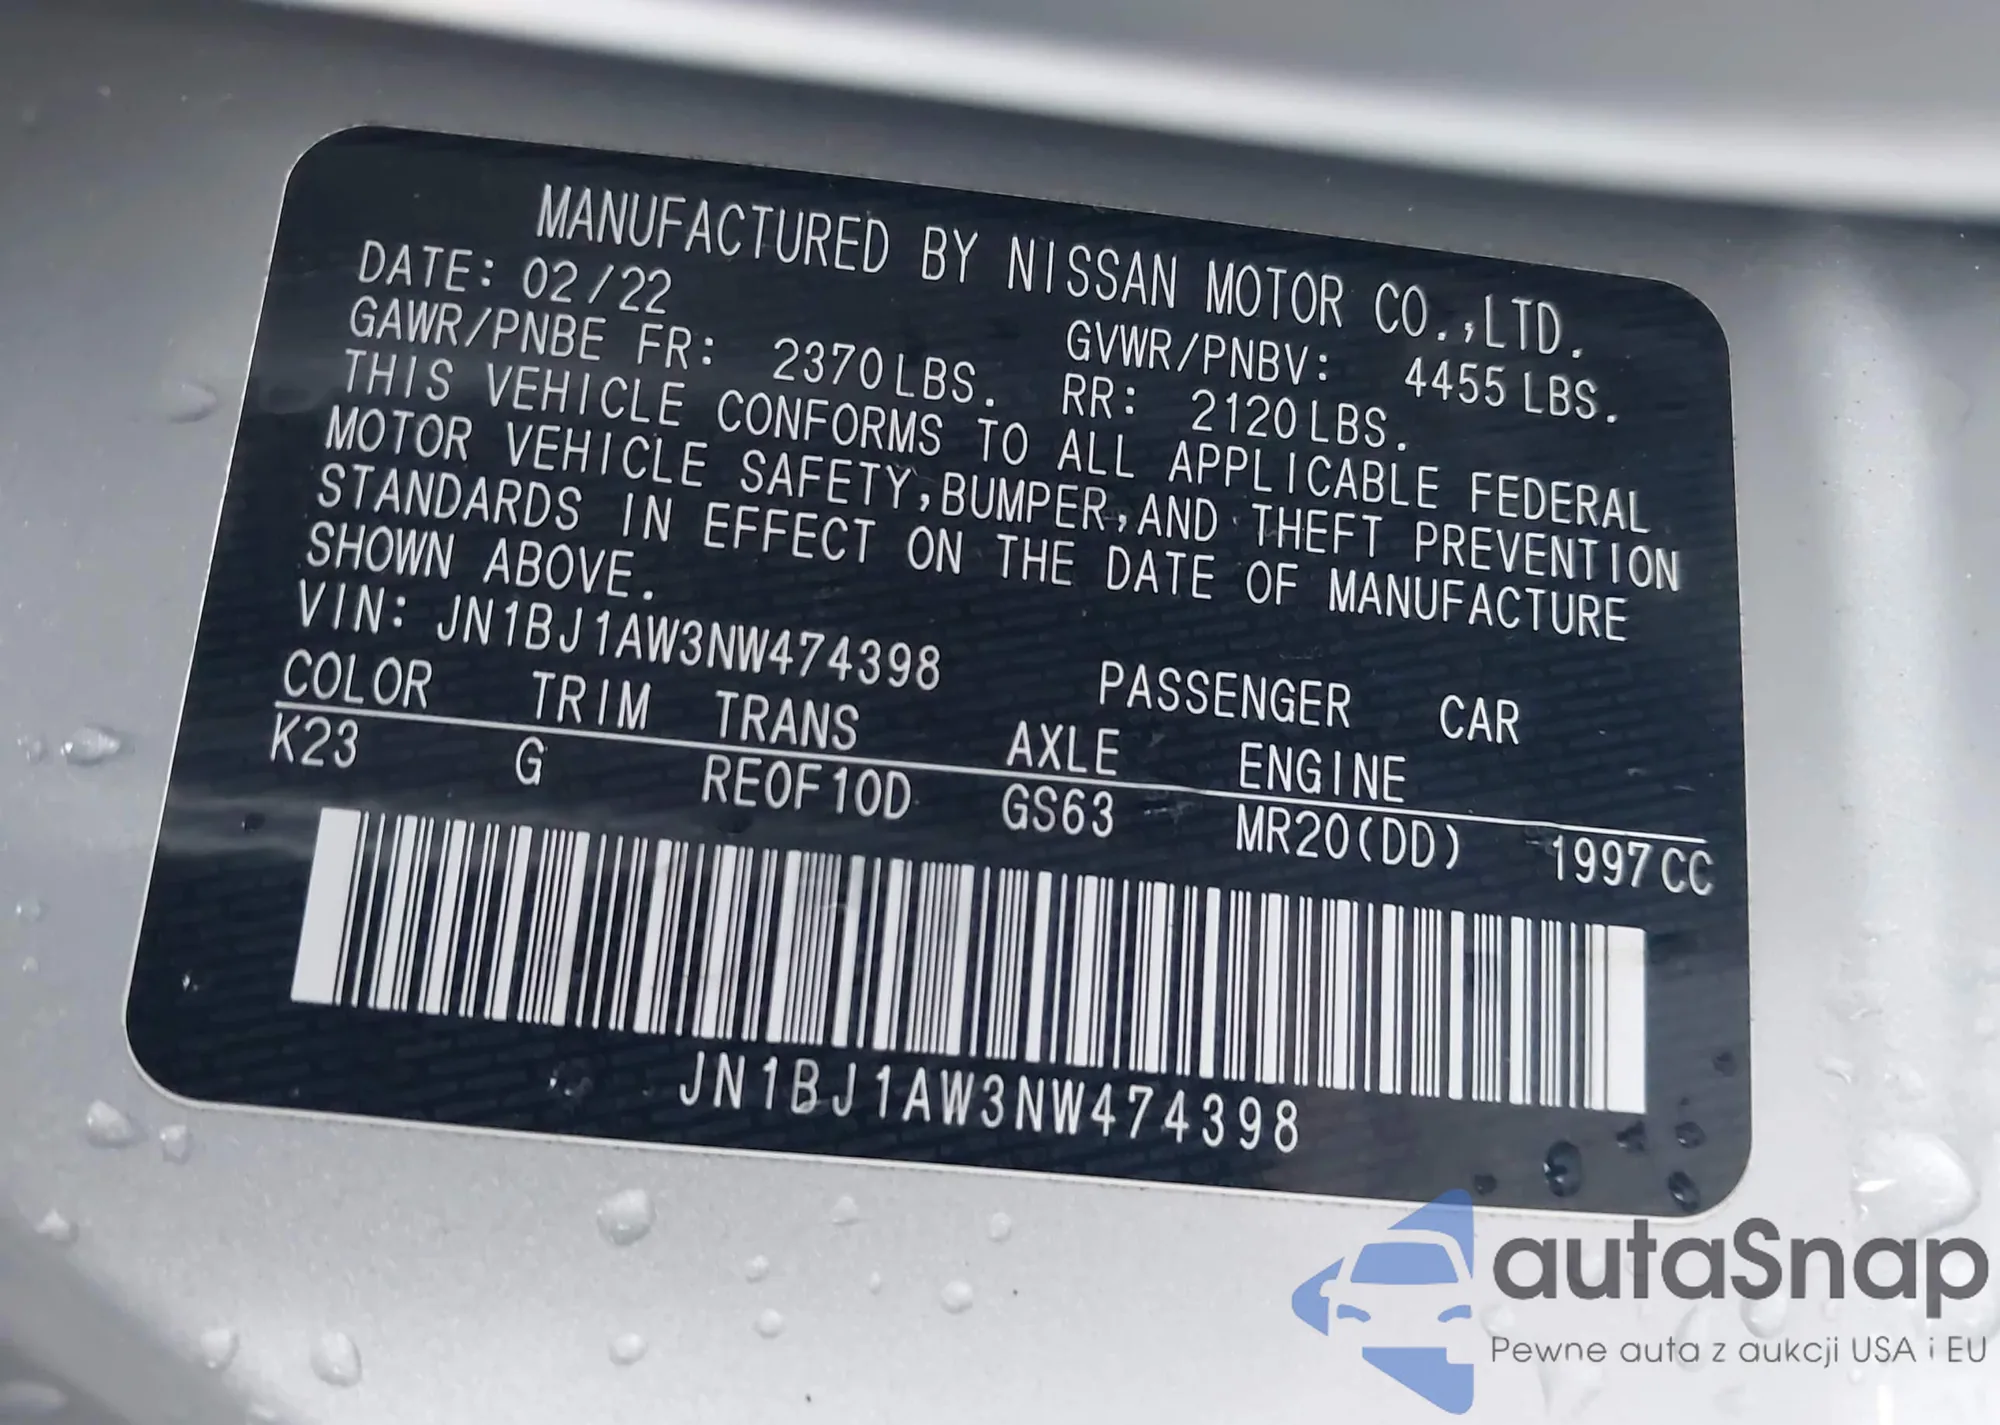 MANUFACTURED BY NISSAN MOTOR CO.,LTD.
DATE: 02/22 GVWR/PNBV: 4455 LBS.
GAWR/PNBE FR: 2370LBS. RR: 2120LBS.
THIS VEHICLE CONFORMS TO ALL APPLICABLE FEDERAL
MOTOR VEHICLE SAFETY,BUMPER,AND THEFT PREVENTION
STANDARDS IN EFFECT ON THE DATE OF MANUFACTURE
SHOWN ABOVE.
VIN: JN1BJ1AW3NW474398 PASSENGER CAR
COLOR TRIM TRANS AXLE ENGINE
K23 G RE0F10D GS63 MR20(DD) 1997CC
JN1BJ1AW3NW474398
autaSnap
Pewne auta z aukcji USA i EU